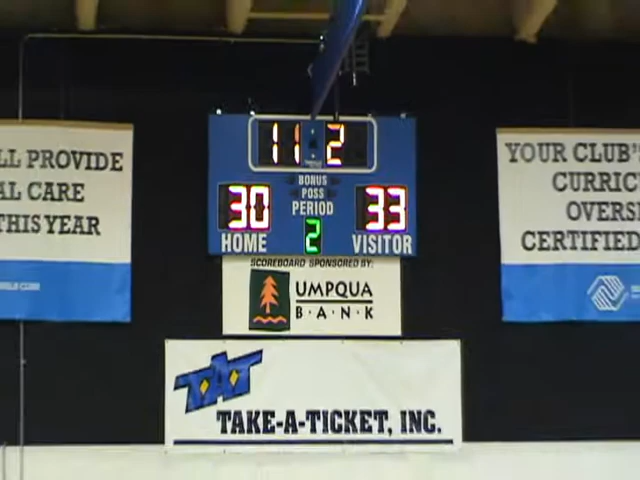 LL PROVIDE
AL CARE
THIS YEAR
11 2
BONUS
POSS
PERIOD
30 2 33
HOME VISITOR
SCOREBOARD SPONSORED BY:
UMPQUA
B·A·N·K
TAT
TAKE-A-TICKET, INC.
YOUR CLUB'
CURRIC
OVERS
CERTIFIED